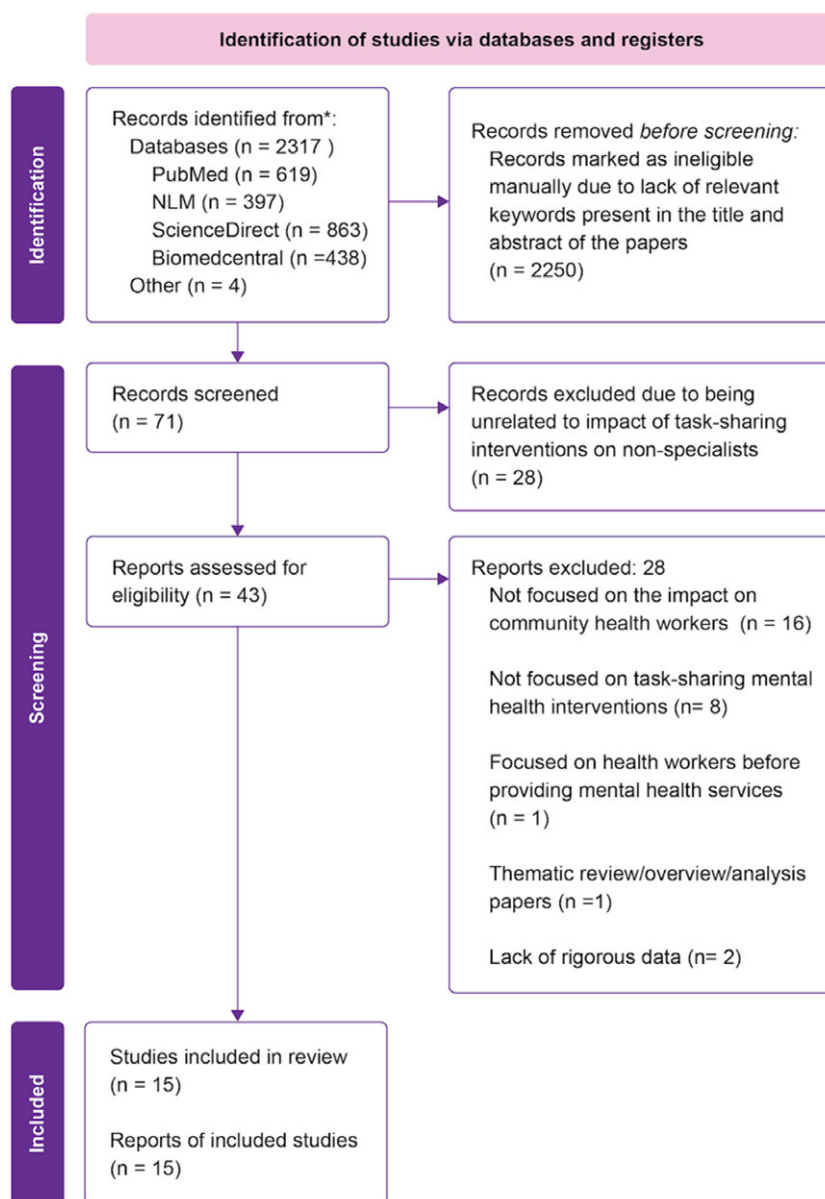 Identification of studies via databases and registers
Identification
Records identified from*:
Databases (n = 2317 )
PubMed (n = 619)
NLM (n = 397)
ScienceDirect (n = 863)
Biomedcentral (n =438)
Other (n = 4)
Records removed before screening:
Records marked as ineligible
manually due to lack of relevant
keywords present in the title and
abstract of the papers
(n = 2250)
Screening
Records screened
(n = 71)
Records excluded due to being
unrelated to impact of task-sharing
interventions on non-specialists
(n = 28)
Reports assessed for
eligibility (n = 43)
Reports excluded: 28
Not focused on the impact on
community health workers (n = 16)
Not focused on task-sharing mental
health interventions (n= 8)
Focused on health workers before
providing mental health services
(n = 1)
Thematic review/overview/analysis
papers (n =1)
Lack of rigorous data (n= 2)
Included
Studies included in review
(n = 15)
Reports of included studies
(n = 15)